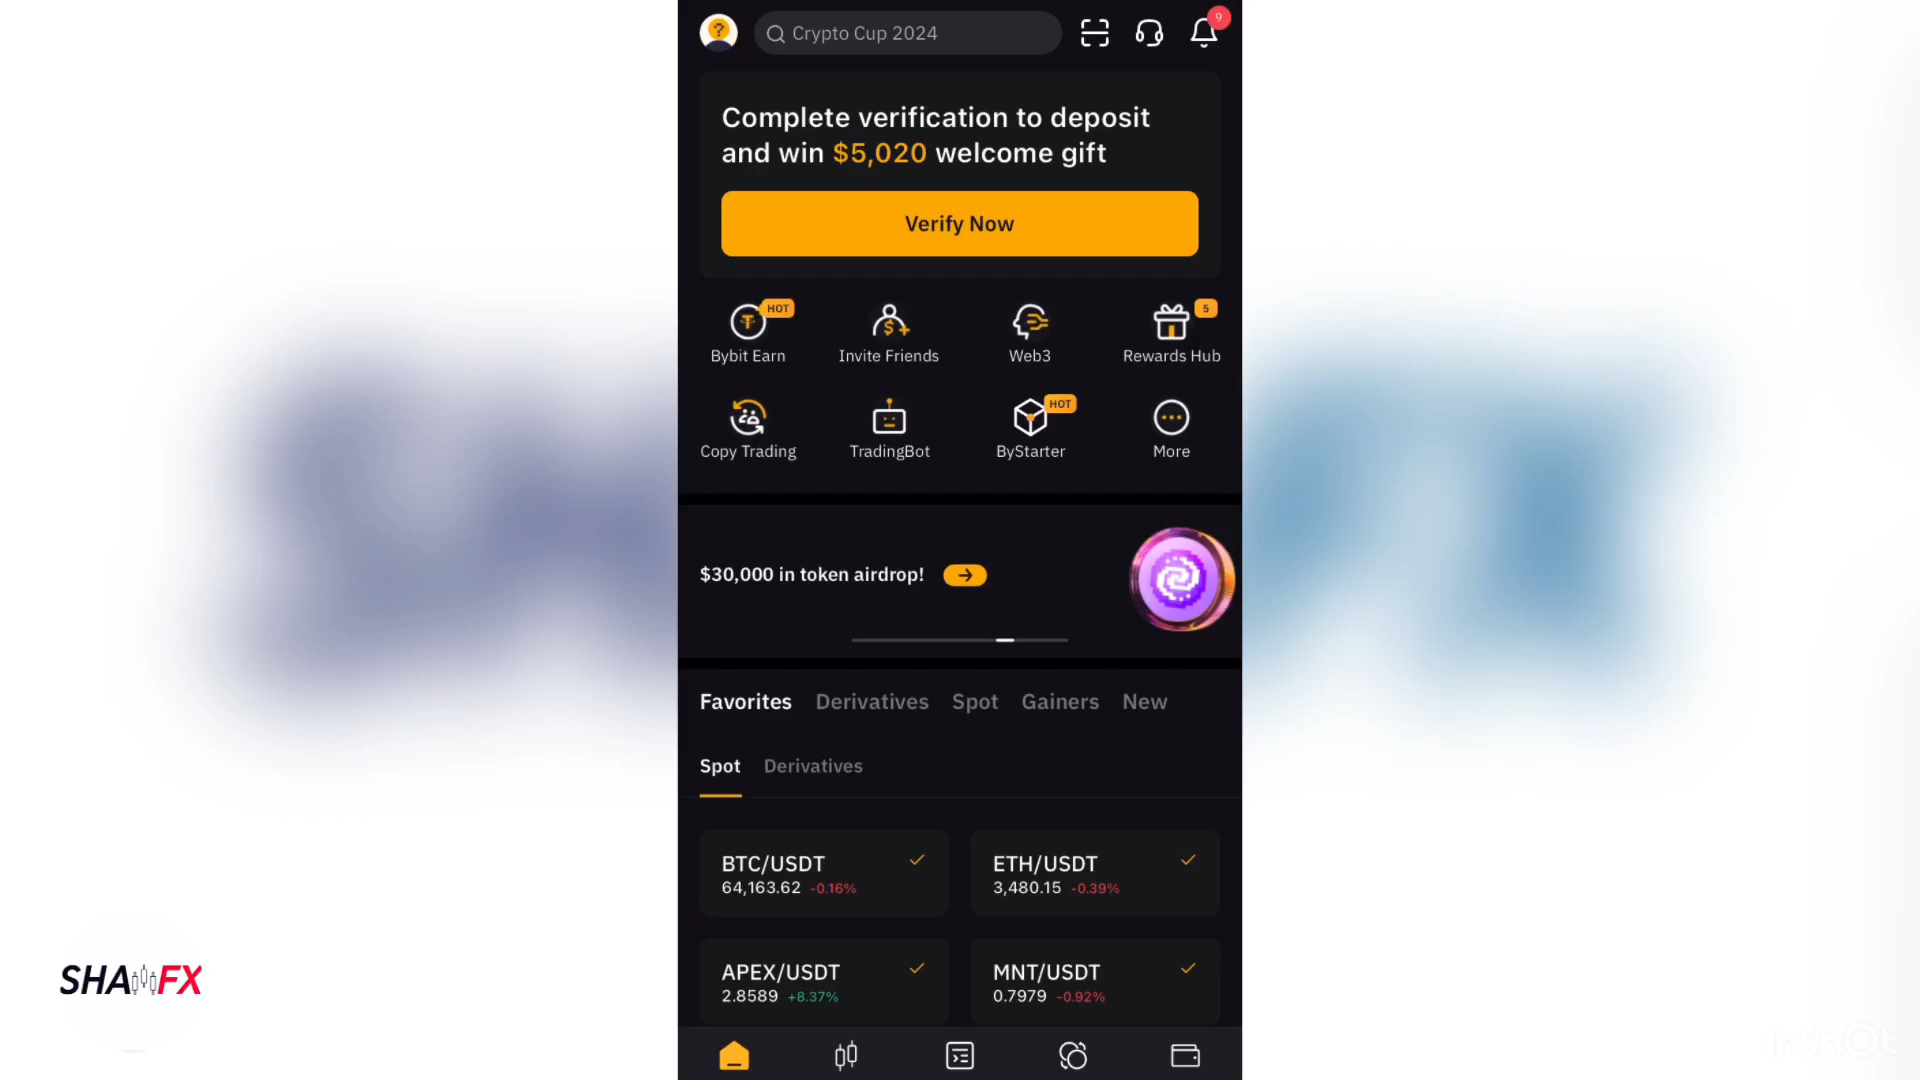 Crypto Cup 2024
9
Complete verification to deposit
and win $5,020 welcome gift
Verify Now
HOT
5
Bybit Earn
Invite Friends
Web3
Rewards Hub
HOT
Copy Trading
TradingBot
ByStarter
More
$30,000 in token airdrop!
Favorites Derivatives Spot Gainers New
Spot Derivatives
BTC/USDT
64,163.62 -0.16%
ETH/USDT
3,480.15 -0.39%
APEX/USDT
2.8589 +8.37%
MNT/USDT
0.7979 -0.92%
SHA FX